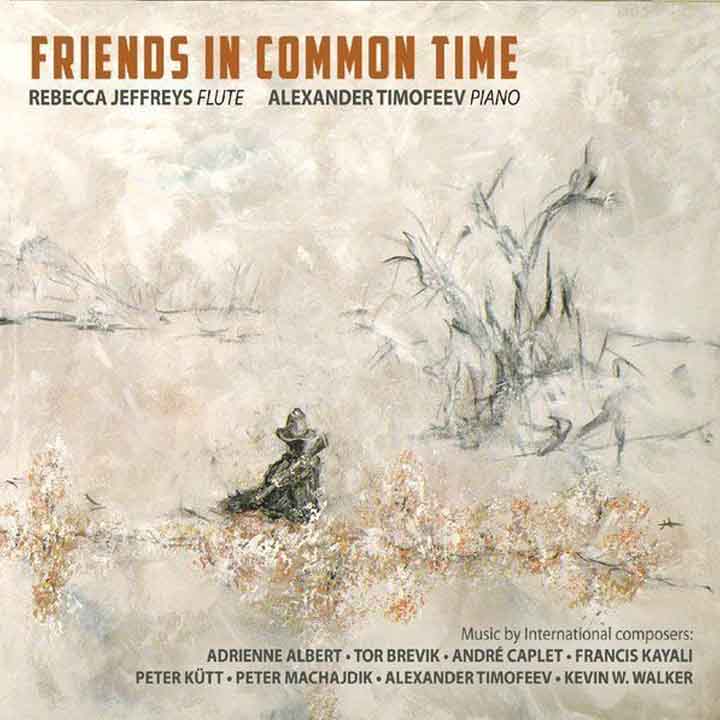 FRIENDS IN COMMON TIME
REBECCA JEFFREYS FLUTE ALEXANDER TIMOFEEV PIANO
Music by International composers:
ADRIENNE ALBERT • TOR BREVIK • ANDRÉ CAPLET • FRANCIS KAYALI
PETER KÜTT • PETER MACHAJDIK • ALEXANDER TIMOFEEV • KEVIN W. WALKER